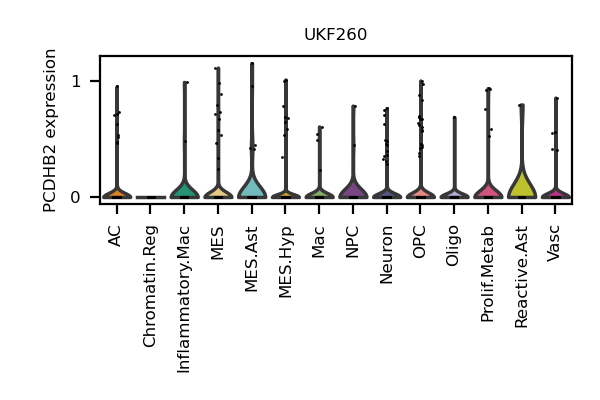 UKF260
PCDHB2 expression
1
0
AC
Chromatin.Reg
Inflammatory.Mac
MES
MES.Ast
MES.Hyp
Mac
NPC
Neuron
OPC
Oligo
Prolif.Metab
Reactive.Ast
Vasc